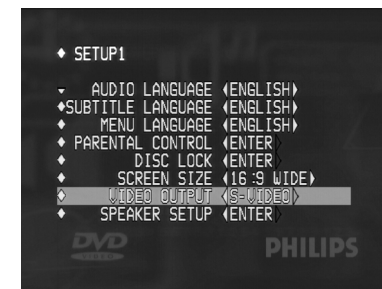 SETUP1
AUDIO LANGUAGE ENGLISH
SUBTITLE LANGUAGE ENGLISH
MENU LANGUAGE ENGLISH
PARENTAL CONTROL ENTER
DISC LOCK ENTER
SCREEN SIZE 16:9 WIDE
VIDEO OUTPUT S-VIDEO
SPEAKER SETUP ENTER
DVD PHILIPS
VIDEO